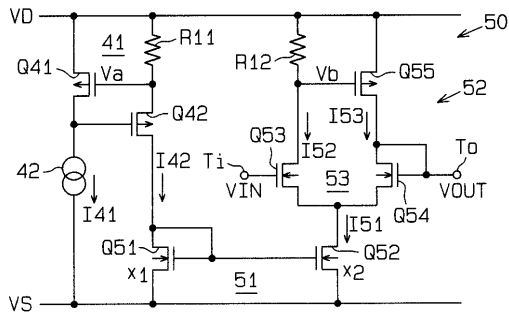 VD
50
41
R11
R12
Q41
Va
Vb
Q55
52
Q42
I52
I53
Q53
42
I42
Ti
To
VIN
53
VOUT
I41
Q54
I51
Q51
Q52
x1
51
x2
VS